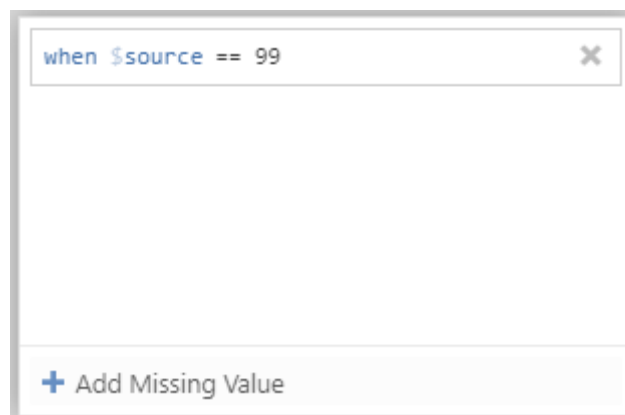 when $source == 99
Add Missing Value